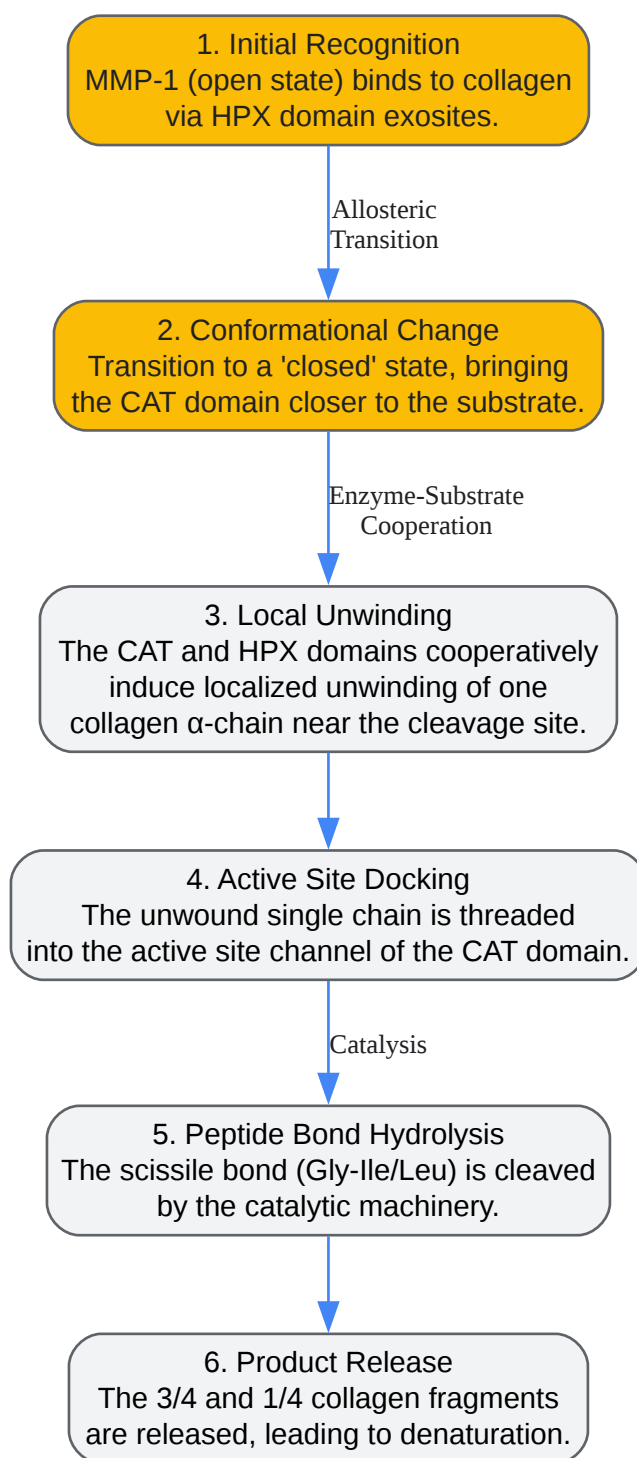 1. Initial Recognition
MMP-1 (open state) binds to collagen
via HPX domain exosites.
Allosteric
Transition
2. Conformational Change
Transition to a 'closed' state, bringing
the CAT domain closer to the substrate.
Enzyme-Substrate
Cooperation
3. Local Unwinding
The CAT and HPX domains cooperatively
induce localized unwinding of one
collagen α-chain near the cleavage site.
4. Active Site Docking
The unwound single chain is threaded
into the active site channel of the CAT domain.
Catalysis
5. Peptide Bond Hydrolysis
The scissile bond (Gly-Ile/Leu) is cleaved
by the catalytic machinery.
6. Product Release
The 3/4 and 1/4 collagen fragments
are released, leading to denaturation.